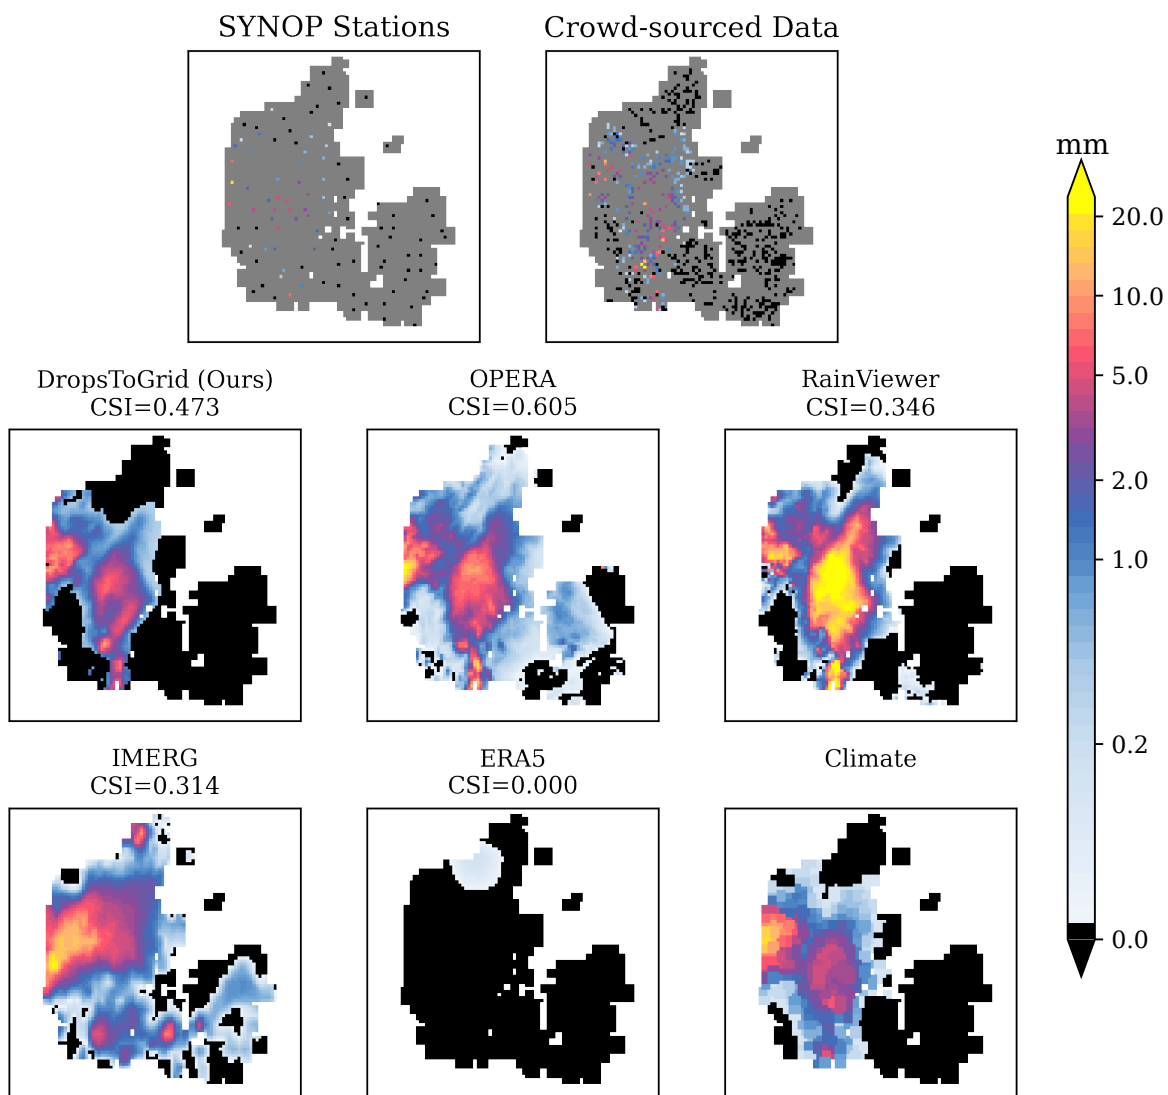 SYNOP Stations
Crowd-sourced Data
mm
20.0
10.0
5.0
2.0
1.0
0.2
0.0
DropsToGrid (Ours)
CSI=0.473
OPERA
CSI=0.605
RainViewer
CSI=0.346
IMERG
CSI=0.314
ERA5
CSI=0.000
Climate